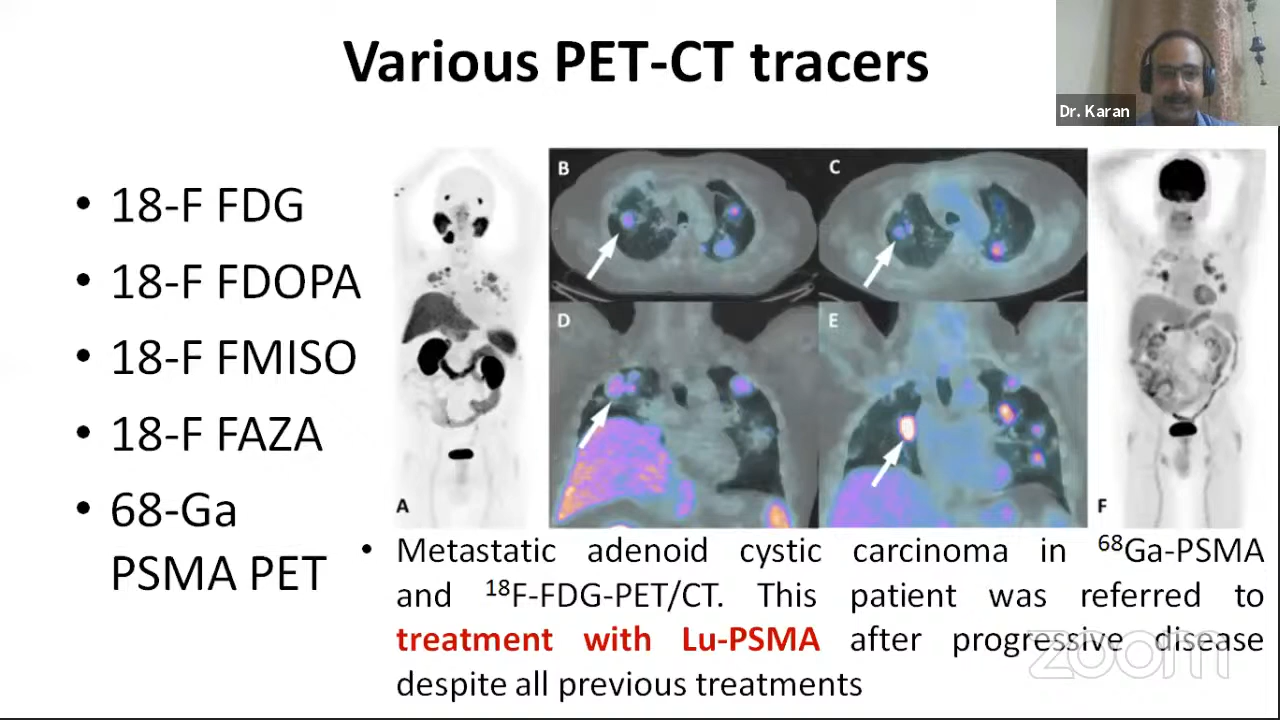 Various PET-CT tracers
Dr. Karan
• 18-F FDG
• 18-F FDOPA
• 18-F FMISO
• 18-F FAZA
• 68-Ga
PSMA PET
A
B
C
D
E
F
• Metastatic adenoid cystic carcinoma in ⁶⁸Ga-PSMA
and ¹⁸F-FDG-PET/CT. This patient was referred to
treatment with Lu-PSMA after progressive disease
despite all previous treatments
zoom